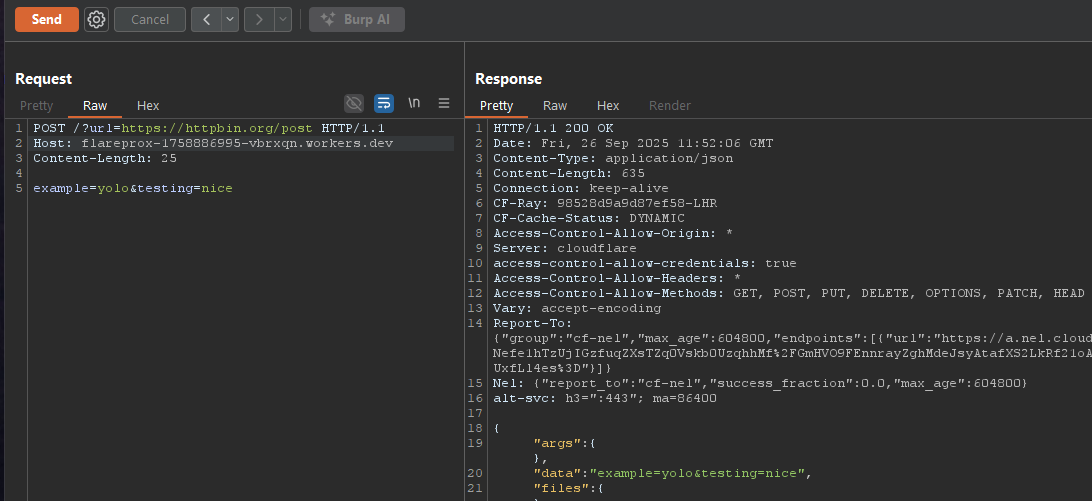 Send
Cancel
Burp AI
Request
Pretty
Raw
Hex
\n
1 POST /?url=https://httpbin.org/post HTTP/1.1
2 Host: flareprox-1758886995-vbrxqn.workers.dev
3 Content-Length: 25
4
5 example=yolo&testing=nice
Response
Pretty
Raw
Hex
Render
1 HTTP/1.1 200 OK
2 Date: Fri, 26 Sep 2025 11:52:06 GMT
3 Content-Type: application/json
4 Content-Length: 635
5 Connection: keep-alive
6 CF-Ray: 98528d9a9d87ef58-LHR
7 CF-Cache-Status: DYNAMIC
8 Access-Control-Allow-Origin: *
9 Server: cloudflare
10 access-control-allow-credentials: true
11 Access-Control-Allow-Headers: *
12 Access-Control-Allow-Methods: GET, POST, PUT, DELETE, OPTIONS, PATCH, HEAD
13 Vary: accept-encoding
14 Report-To:
{"group":"cf-nel","max_age":604800,"endpoints":[{"url":"https://a.nel.cloud
15 Nel: {"report_to":"cf-nel","success_fraction":0.0,"max_age":604800}
16 alt-svc: h3=":443"; ma=86400
17
18 {
19 "args":{
},
20 "data":"example=yolo&testing=nice",
21 "files":{